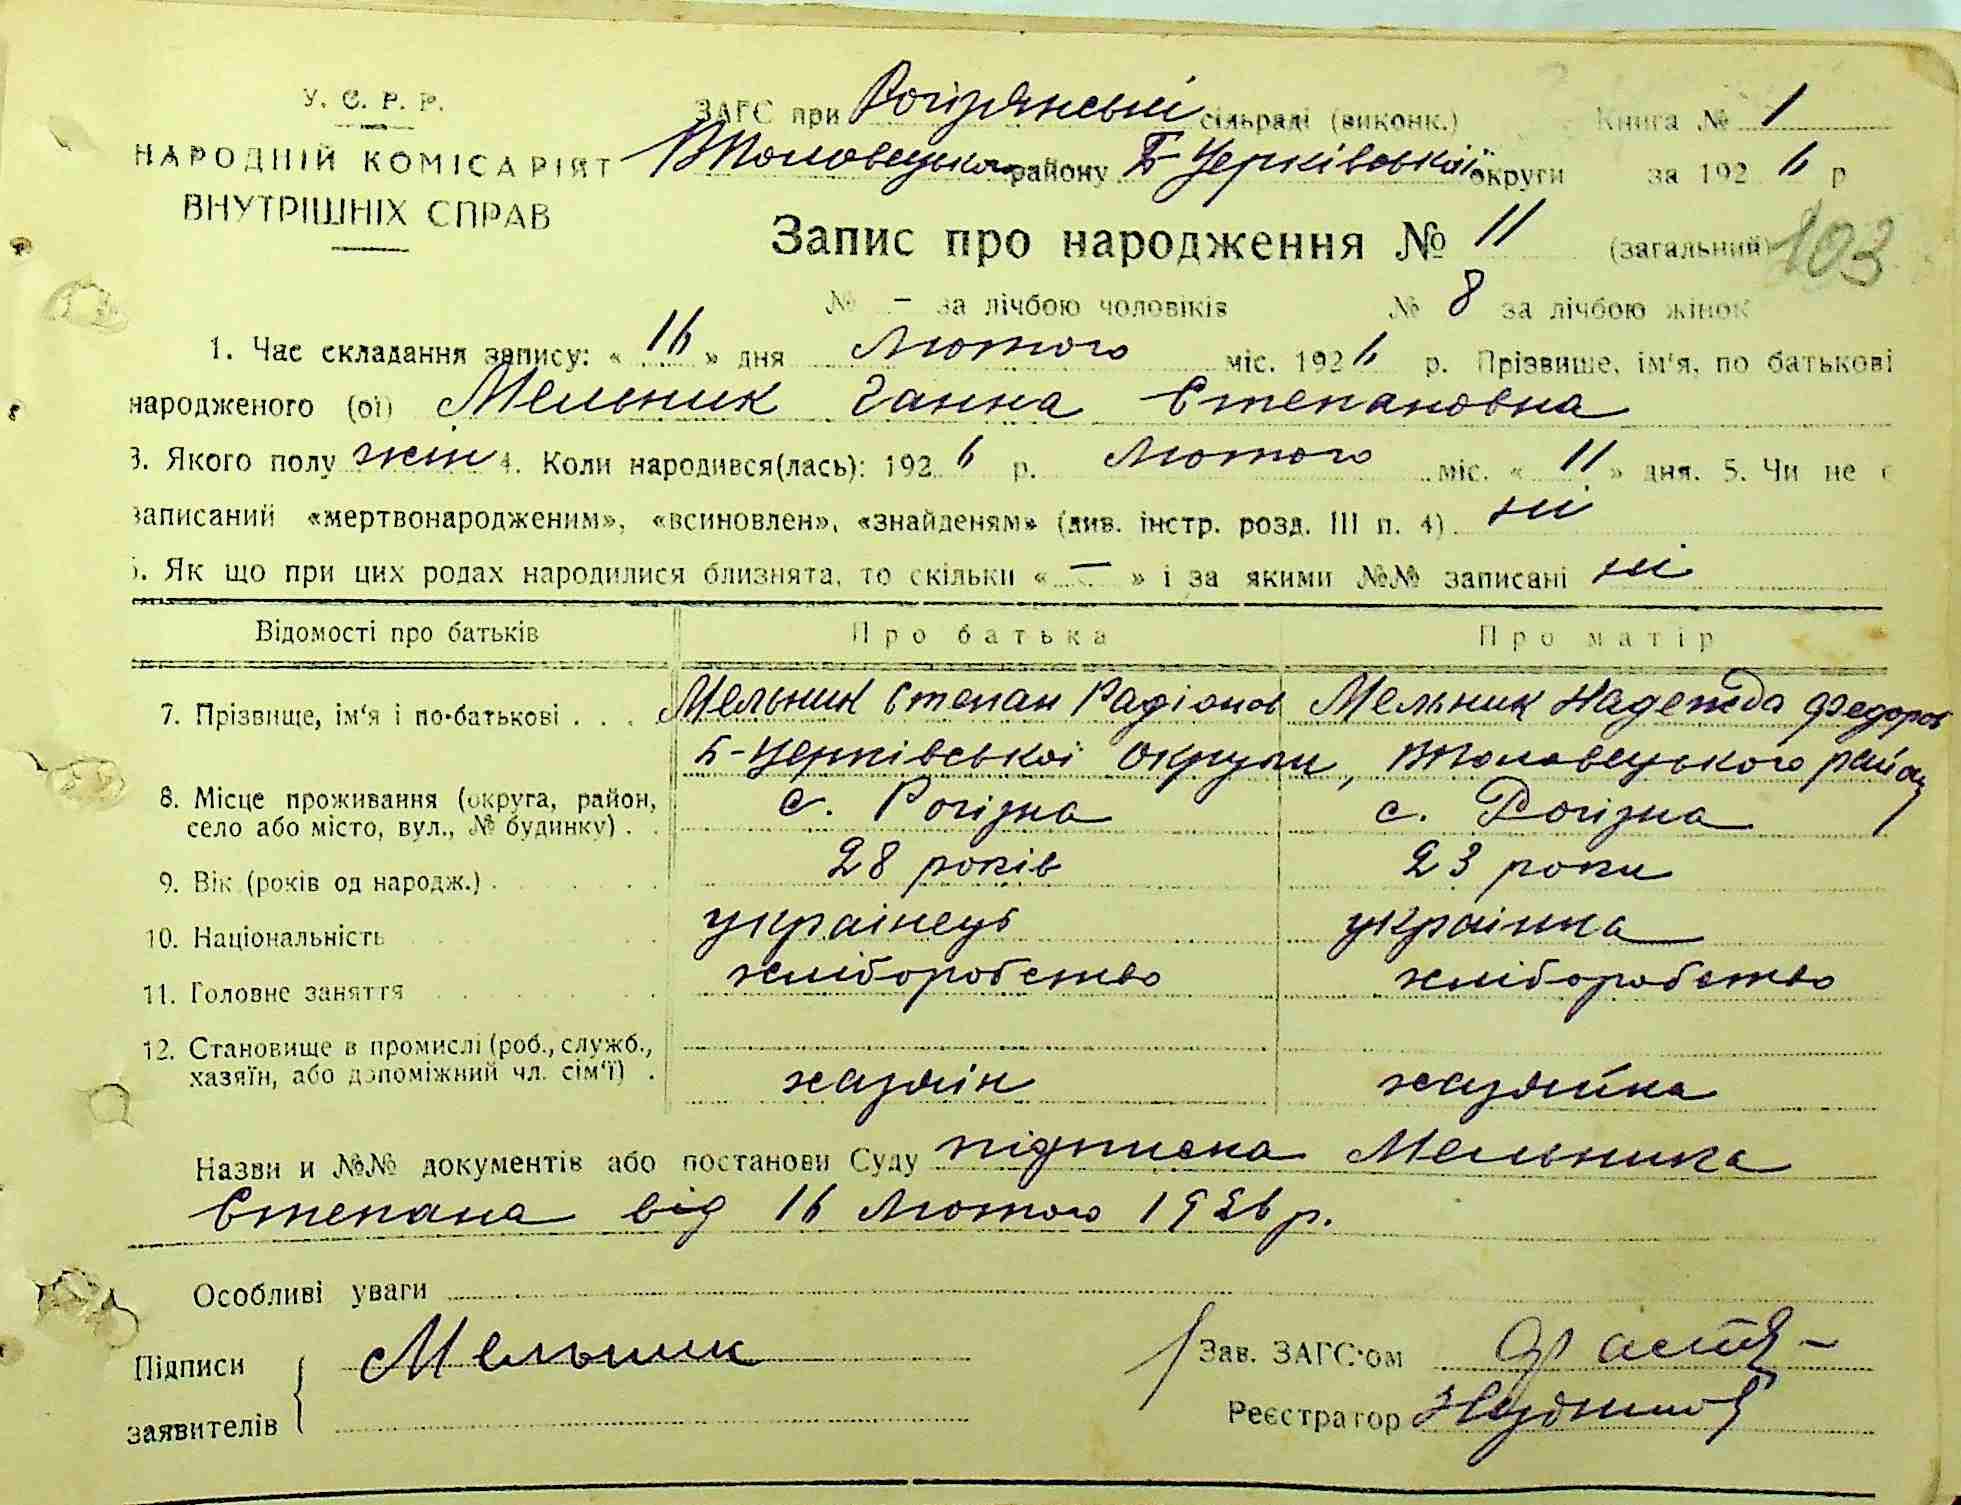 У. С. Р. Р.
НАРОДНІЙ КОМІСАРІЯТ
ВНУТРІШНІХ СПРАВ
ЗАГС при Рогізнянській сільраді (виконк.) Книга № 1
району Б-Церківської округи за 1926 р
Запис про народження № 11 (загальний) 103
№ - за лічбою чоловіків № 8 за лічбою жінок
1. Час складання запису: « 16 » дня Лютого міс. 1926 р. Прізвище, ім'я, по батькові
народженого (ої) Мельник Ганна Степановна
3. Якого полу жін 4. Коли народився(лась): 1926 р. Лютого міс. « 11 » дня. 5. Чи не є
записаний «мертвонародженим», «всиновлен», «знайденям» (див. інстр. розд. III п. 4) ні
6. Як що при цих родах народилися близнята, то скільки « — » і за якими №№ записані ні
Відомості про батьків Про батька Про матір
7. Прізвище, ім'я і по-батькові . . . Мельник Степан Радіонов Мельник Надежда Федоров
Б-Церківської округи, району
8. Місце проживання (округа, район, с. Рогізна с. Рогізна
село або місто, вул., № будинку) . .
9. Вік (років од народж.) . 28 років 23 роки
10. Національність українець українка
11. Головне заняття хліборобство хліборобство
12. Становище в промислі (роб., служб.,
хазяїн, або допоміжний чл. сім'ї) . хазяїн хазяйка
Назви и №№ документів або постанови Суду підписка Мельника
Степана від 16 Лютого 1926 р.
Особливі уваги
Підписи Мельник Зав. ЗАГС'ом
заявителів Реєстратор